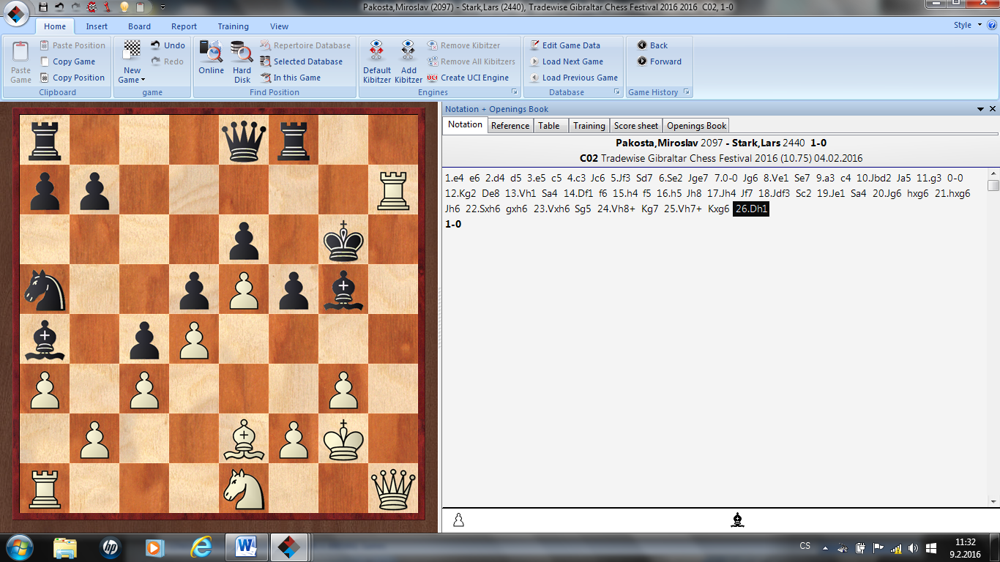 Pakosta,Miroslav (2097) - Stark,Lars (2440), Tradewise Gibraltar Chess Festival 2016 2016  C02, 1-0
Home Insert Board Report Training View Style
Paste Game
Paste Position
Copy Game
Copy Position
Clipboard
New Game
Undo
Redo
game
Online
Hard Disk
Repertoire Database
Selected Database
In this Game
Find Position
Default Kibitzer
Add Kibitzer
Remove Kibitzer
Remove All Kibitzers
UCI Create UCI Engine
Engines
Edit Game Data
Load Next Game
Load Previous Game
Database
Back
Forward
Game History
Notation + Openings Book
Notation Reference Table Training Score sheet Openings Book
Pakosta,Miroslav 2097 - Stark,Lars 2440 1-0
C02 Tradewise Gibraltar Chess Festival 2016 (10.75) 04.02.2016
1.e4 e6 2.d4 d5 3.e5 c5 4.c3 Jc6 5.Jf3 Sd7 6.Se2 Jge7 7.0-0 Jg6 8.Ve1 Se7 9.a3 c4 10.Jbd2 Ja5 11.g3 0-0
12.Kg2 De8 13.Vh1 Sa4 14.Df1 f6 15.h4 f5 16.h5 Jh8 17.Jh4 Jf7 18.Jdf3 Sc2 19.Je1 Sa4 20.Jg6 hxg6 21.hxg6
Jh6 22.Sxh6 gxh6 23.Vxh6 Sg5 24.Vh8+ Kg7 25.Vh7+ Kxg6 26.Dh1
1-0
hp
W
CS
11:32
9.2.2016